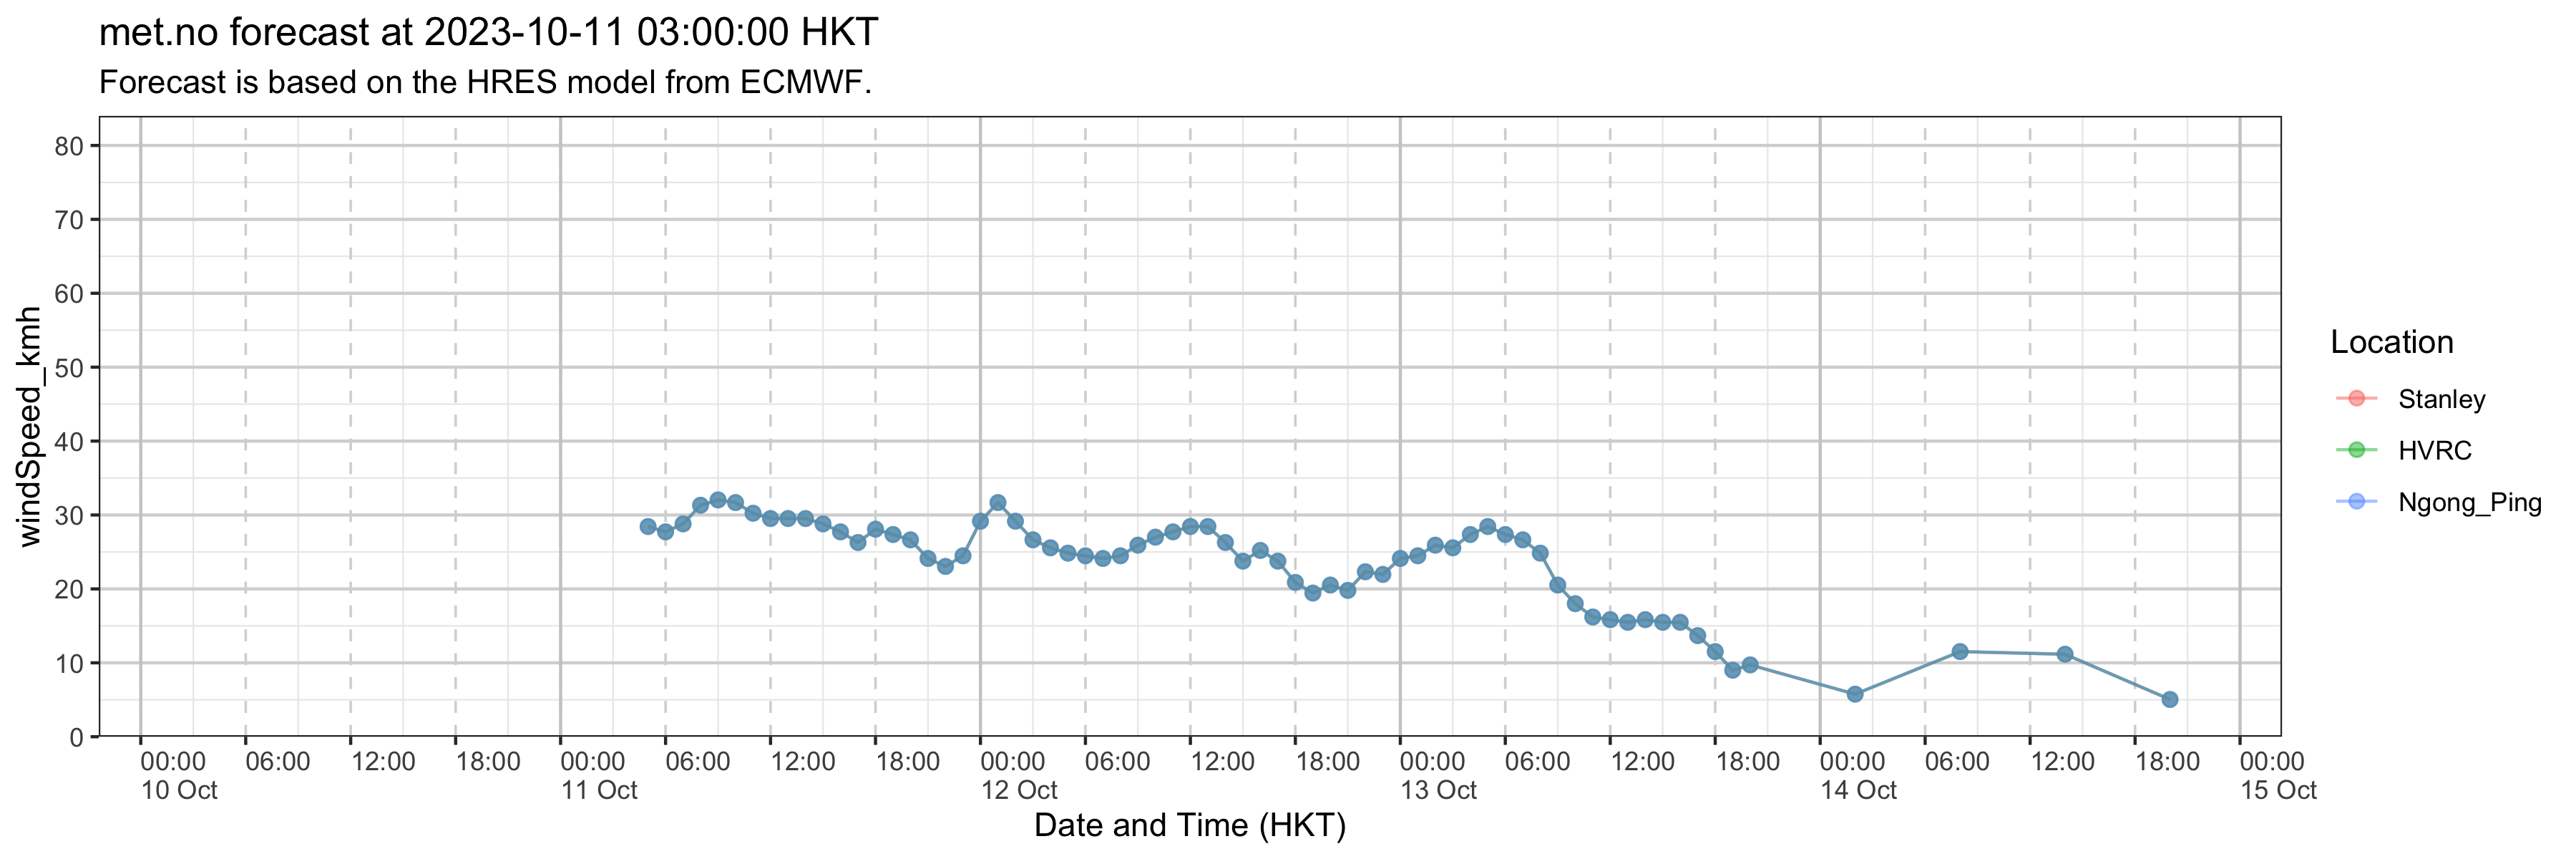 met.no forecast at 2023-10-11 03:00:00 HKT
Forecast is based on the HRES model from ECMWF.
windSpeed_kmh
80
70
60
50
40
30
20
10
0
00:00 06:00 12:00 18:00 00:00 06:00 12:00 18:00 00:00 06:00 12:00 18:00 00:00 06:00 12:00 18:00 00:00 06:00 12:00 18:00 00:00
10 Oct 11 Oct 12 Oct 13 Oct 14 Oct 15 Oct
Date and Time (HKT)
Location
Stanley
HVRC
Ngong_Ping